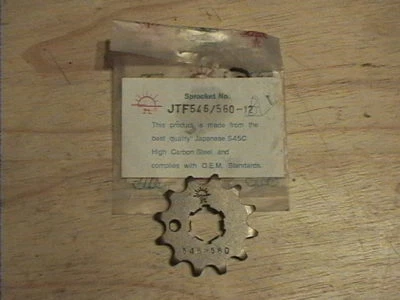 Sprocket No.
JTF546/560-12
This product is made from the
best quality Japanese S45C
High Carbon Steel and
complies with O.E.M. Standards.
546-560